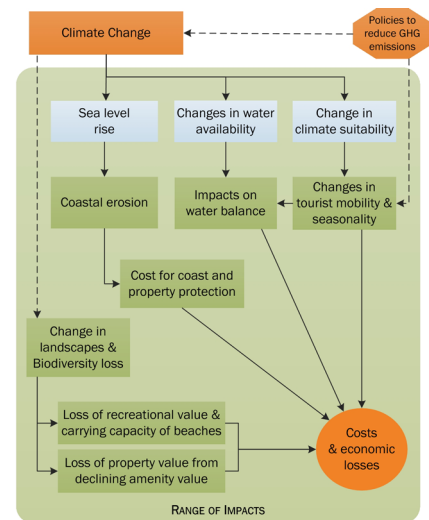 Climate Change
Policies to
reduce GHG
emissions
Sea level
rise
Changes in water
availability
Change in
climate suitability
Coastal erosion
Impacts on
water balance
Changes in
tourist mobility &
seasonality
Cost for coast and
property protection
Change in
landscapes &
Biodiversity loss
Loss of recreational value &
carrying capacity of beaches
Loss of property value from
declining amenity value
Costs
& economic
losses
RANGE OF IMPACTS